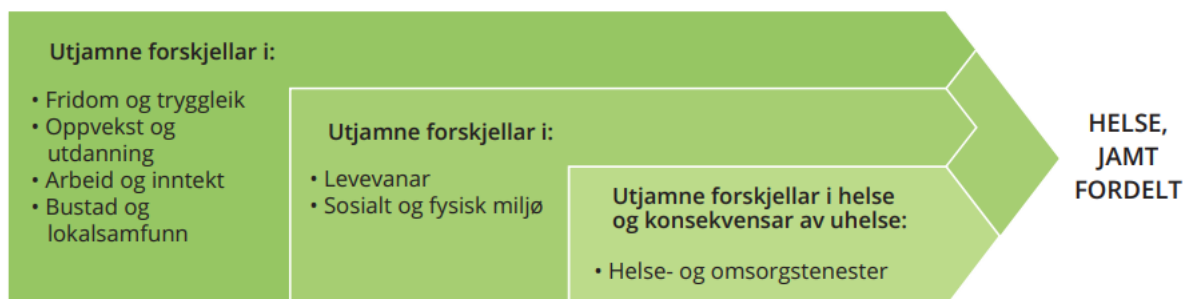 Utjamne forskjellar i:
• Fridom og tryggleik
• Oppvekst og
utdanning
• Arbeid og inntekt
• Bustad og
lokalsamfunn
Utjamne forskjellar i:
• Levevanar
• Sosialt og fysisk miljø
Utjamne forskjellar i helse
og konsekvensar av uhelse:
• Helse- og omsorgstenester
HELSE,
JAMT
FORDELT